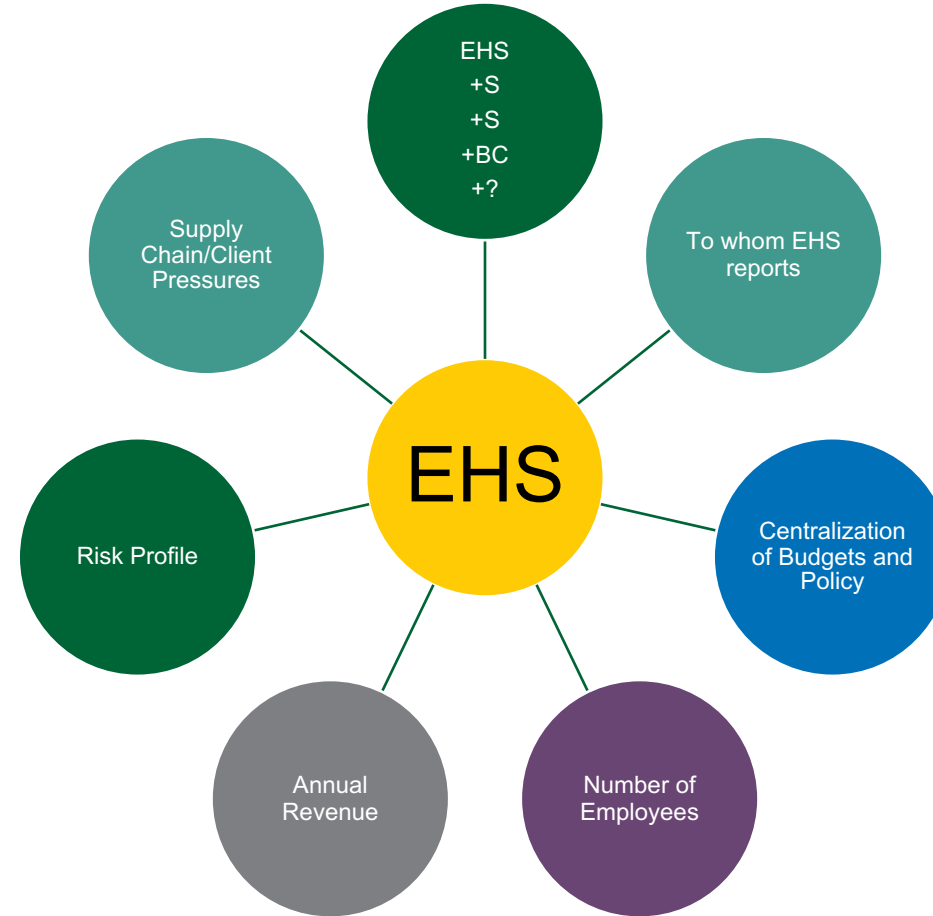 EHS
+S
+S
+BC
+?
To whom EHS
reports
Centralization
of Budgets and
Policy
Number of
Employees
Annual
Revenue
Risk Profile
Supply
Chain/Client
Pressures
EHS